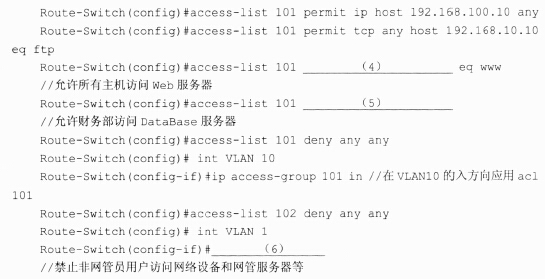 Route-Switch(config)#access-list 101 permit ip host 192.168.100.10 any
Route-Switch(config)#access-list 101 permit tcp any host 192.168.10.10
eq ftp
Route-Switch(config)#access-list 101 ______(4)______ eq www
//允许所有主机访问 Web 服务器
Route-Switch(config)#access-list 101 ______(5)______
//允许财务部访问 DataBase 服务器
Route-Switch(config)#access-list 101 deny any any
Route-Switch(config)# int VLAN 10
Route-Switch(config-if)#ip access-group 101 in //在 VLAN10 的入方向应用 acl
101
Route-Switch(config)#access-list 102 deny any any
Route-Switch(config)# int VLAN 1
Route-Switch(config-if)#______(6)______
//禁止非网管员用户访问网络设备和网管服务器等